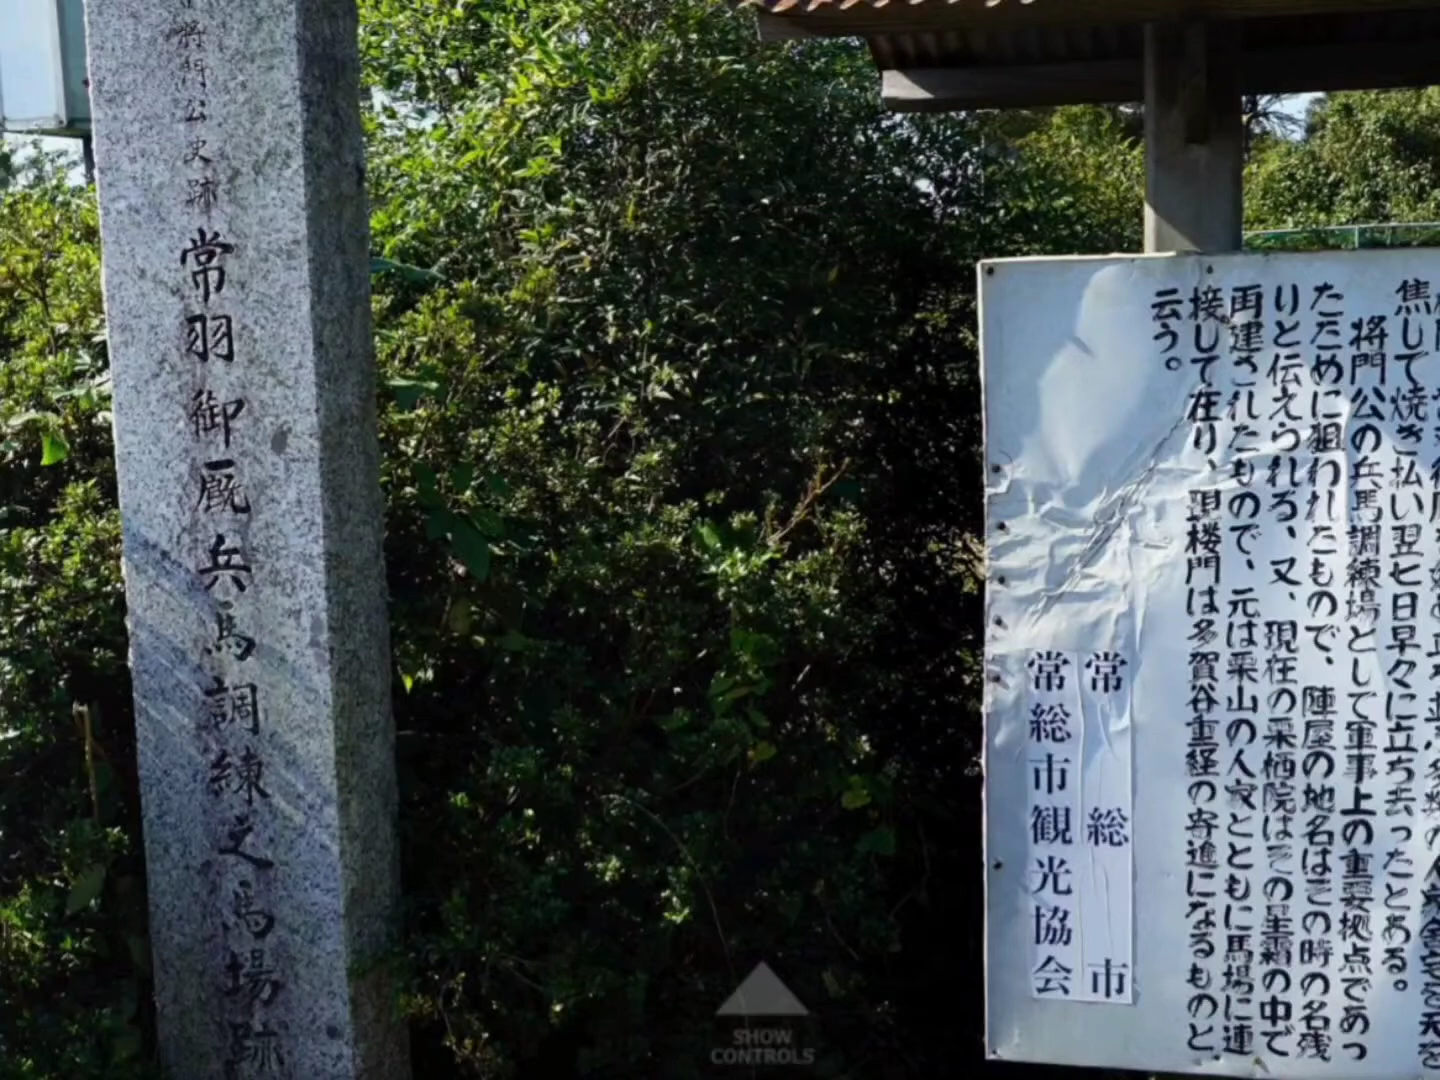 将門公史跡
常羽御厩兵馬調練之馬場跡
焦して焼き払い翌七日早々に立ち去ったとある。
将門公の兵馬調練場として軍事上の重要拠点であっ
たために狙われたもので、陣屋の地名はこの時の名残
りと伝えられる、又、現在の栗栖院はその星霜の中で
再建されたもので、元は栗山の人家とともに馬場に連
接して在り、現楼門は多賀谷重経の寄進になるものと
云う。
常総市
常総市観光協会
SHOW
CONTROLS